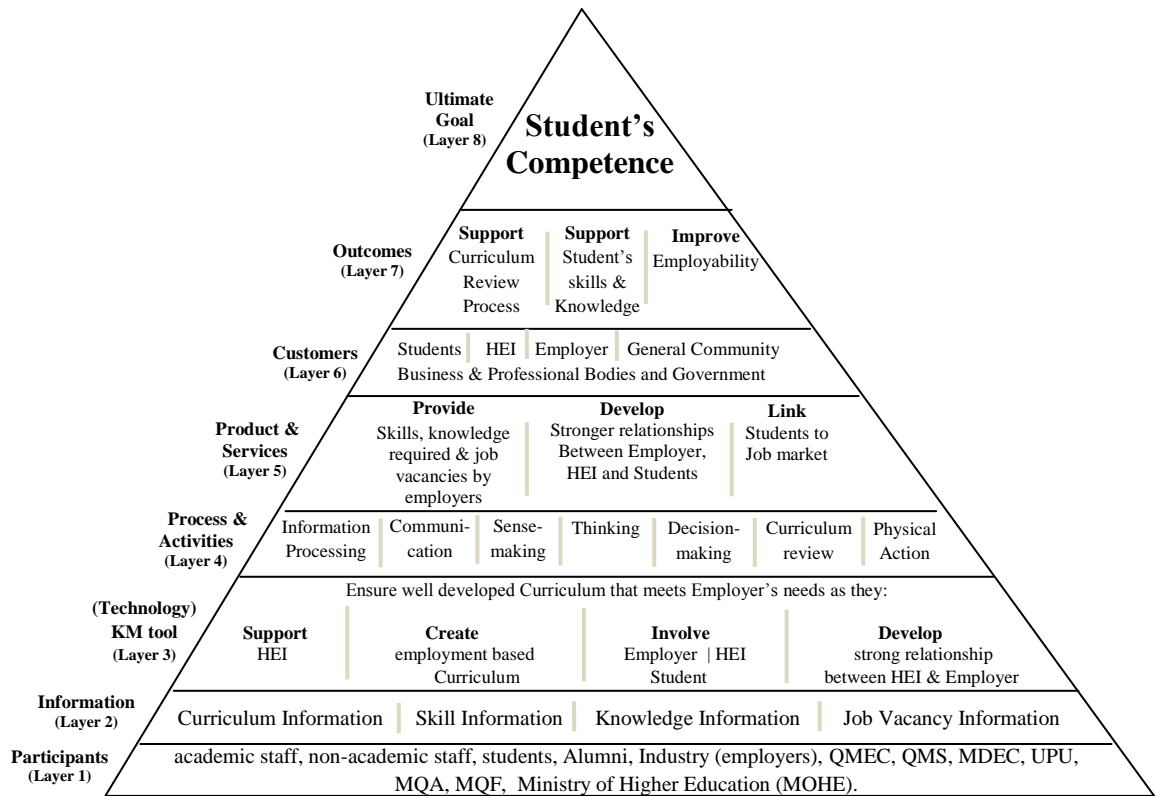 Ultimate
Goal
(Layer 8)
Student's
Competence
Outcomes
(Layer 7)
Support
Curriculum
Review
Process
Support
Student's
skills &
Knowledge
Improve
Employability
Customers
(Layer 6)
Students | HEI | Employer | General Community
Business & Professional Bodies and Government
Product &
Services
(Layer 5)
Provide
Skills, knowledge
required & job
vacancies by
employers
Develop
Stronger relationships
Between Employer,
HEI and Students
Link
Students to
Job market
Process &
Activities
(Layer 4)
Information
Processing
Communi-
cation
Sense-
making
Thinking
Decision-
making
Curriculum
review
Physical
Action
(Technology)
KM tool
(Layer 3)
Ensure well developed Curriculum that meets Employer's needs as they:
Support
HEI
Create
employment based
Curriculum
Involve
Employer | HEI
Student
Develop
strong relationship
between HEI & Employer
Information
(Layer 2)
Curriculum Information | Skill Information | Knowledge Information | Job Vacancy Information
Participants
(Layer 1)
academic staff, non-academic staff, students, Alumni, Industry (employers), QMEC, QMS, MDEC, UPU,
MQA, MQF, Ministry of Higher Education (MOHE).